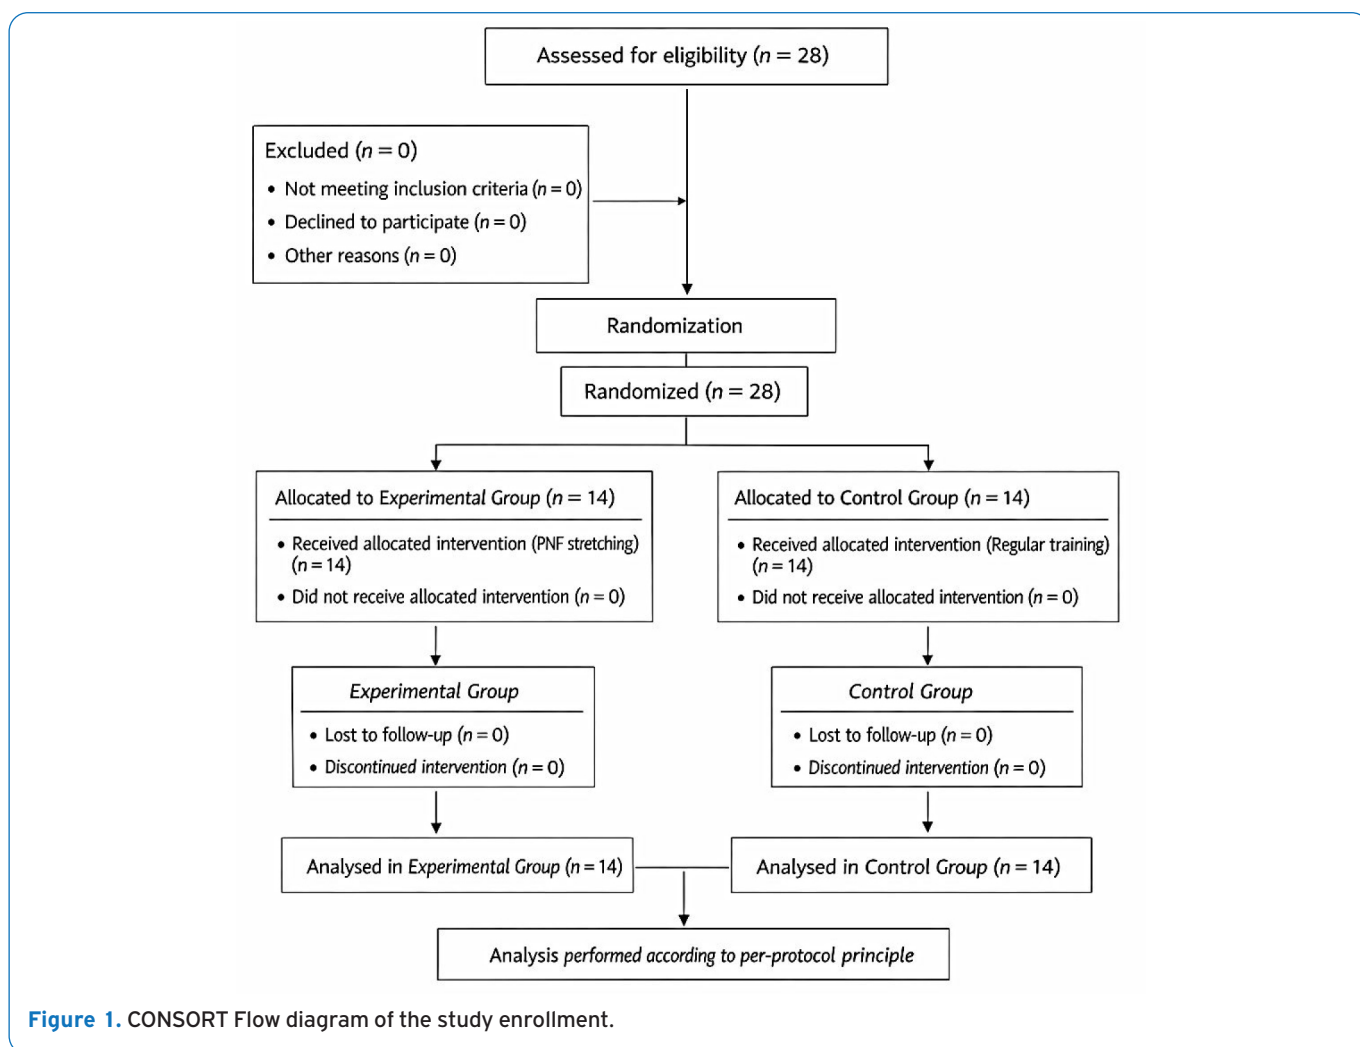 Assessed for eligibility (n = 28)
Excluded (n = 0)
• Not meeting inclusion criteria (n = 0)
• Declined to participate (n = 0)
• Other reasons (n = 0)
Randomization
Randomized (n = 28)
Allocated to Experimental Group (n = 14)
• Received allocated intervention (PNF stretching)
(n = 14)
• Did not receive allocated intervention (n = 0)
Allocated to Control Group (n = 14)
• Received allocated intervention (Regular training)
(n = 14)
• Did not receive allocated intervention (n = 0)
Experimental Group
• Lost to follow-up (n = 0)
• Discontinued intervention (n = 0)
Control Group
• Lost to follow-up (n = 0)
• Discontinued intervention (n = 0)
Analysed in Experimental Group (n = 14)
Analysed in Control Group (n = 14)
Analysis performed according to per-protocol principle
Figure 1. CONSORT Flow diagram of the study enrollment.